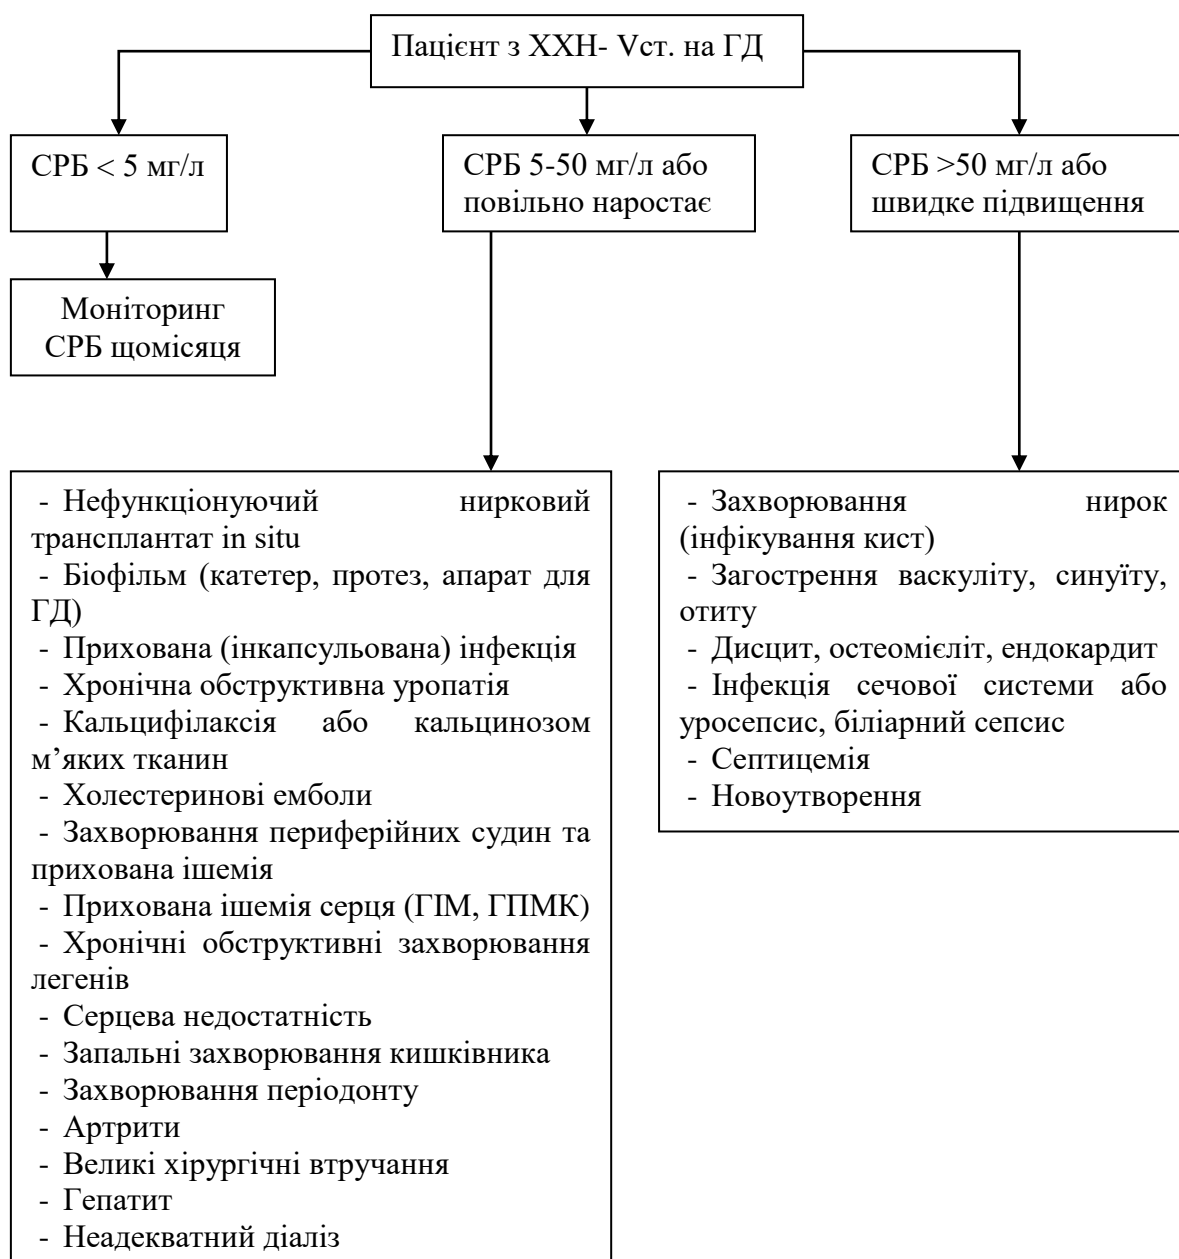 Пацієнт з ХХН- Vст. на ГД
СРБ < 5 мг/л
СРБ 5-50 мг/л або
повільно наростає
СРБ >50 мг/л або
швидке підвищення
Моніторинг
СРБ щомісяця
- Нефункціонуючий нирковий
трансплантат in situ
- Біофільм (катетер, протез, апарат для
ГД)
- Прихована (інкапсульована) інфекція
- Хронічна обструктивна уропатія
- Кальцифілаксія або кальцинозом
м’яких тканин
- Холестеринові емболи
- Захворювання периферійних судин та
прихована ішемія
- Прихована ішемія серця (ГІМ, ГПМК)
- Хронічні обструктивні захворювання
легенів
- Серцева недостатність
- Запальні захворювання кишківника
- Захворювання періодонту
- Артрити
- Великі хірургічні втручання
- Гепатит
- Неадекватний діаліз
- Захворювання нирок
(інфікування кист)
- Загострення васкуліту, синуїту,
отиту
- Дисцит, остеомієліт, ендокардит
- Інфекція сечової системи або
уросепсис, біліарний сепсис
- Септицемія
- Новоутворення